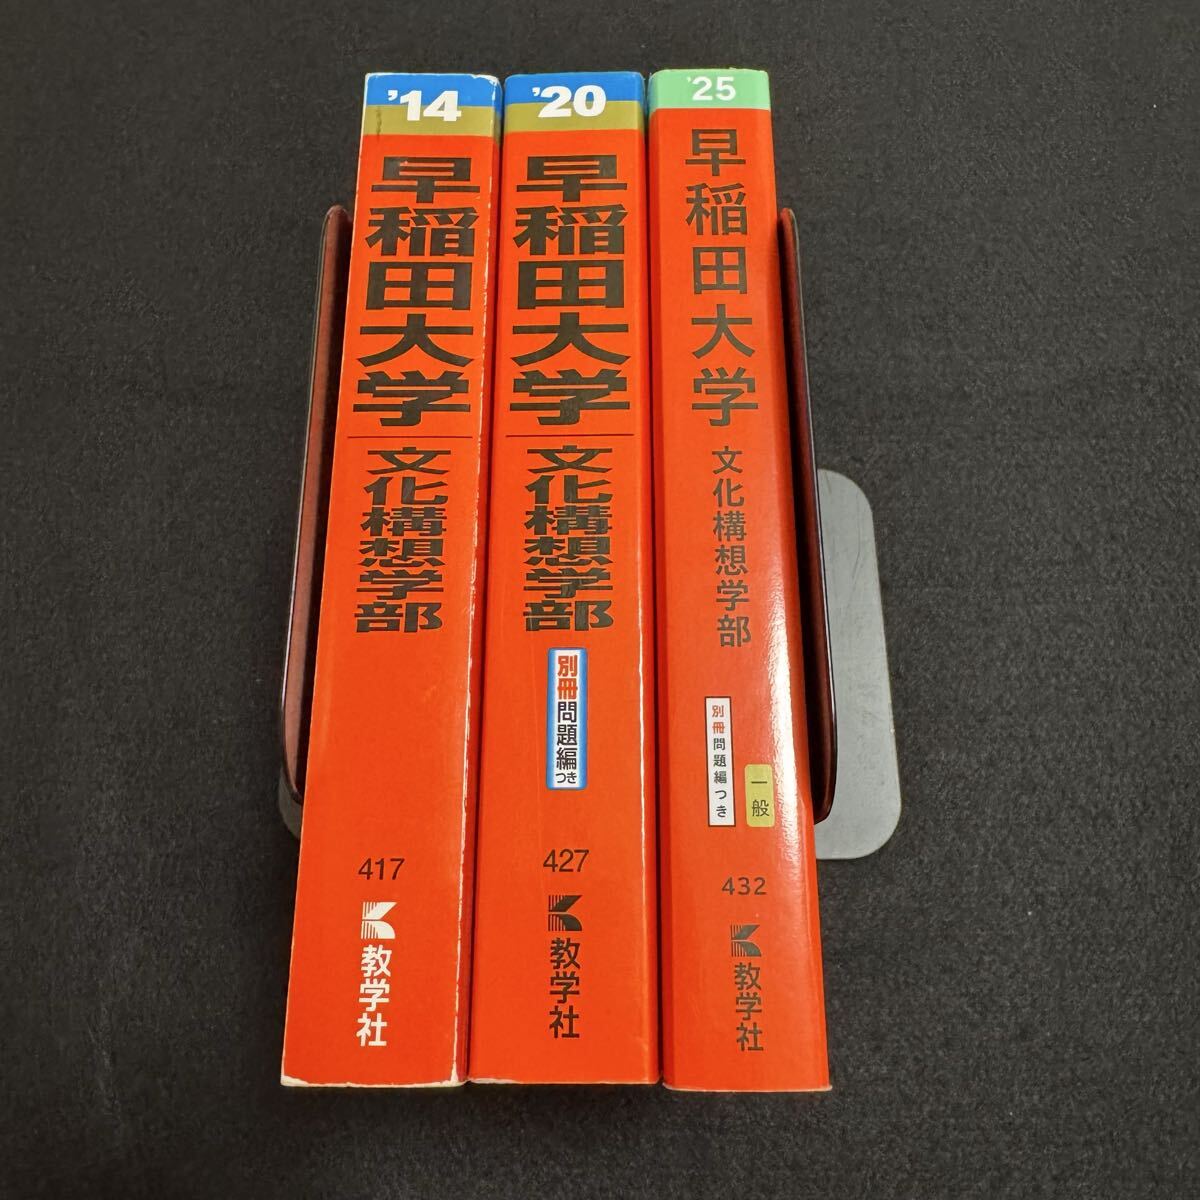 '14
早稲田大学
文化構想学部
417
教学社
'20
早稲田大学
文化構想学部
別冊問題編つき
427
教学社
'25
早稲田大学
文化構想学部
別冊問題編つき
一般
432
教学社